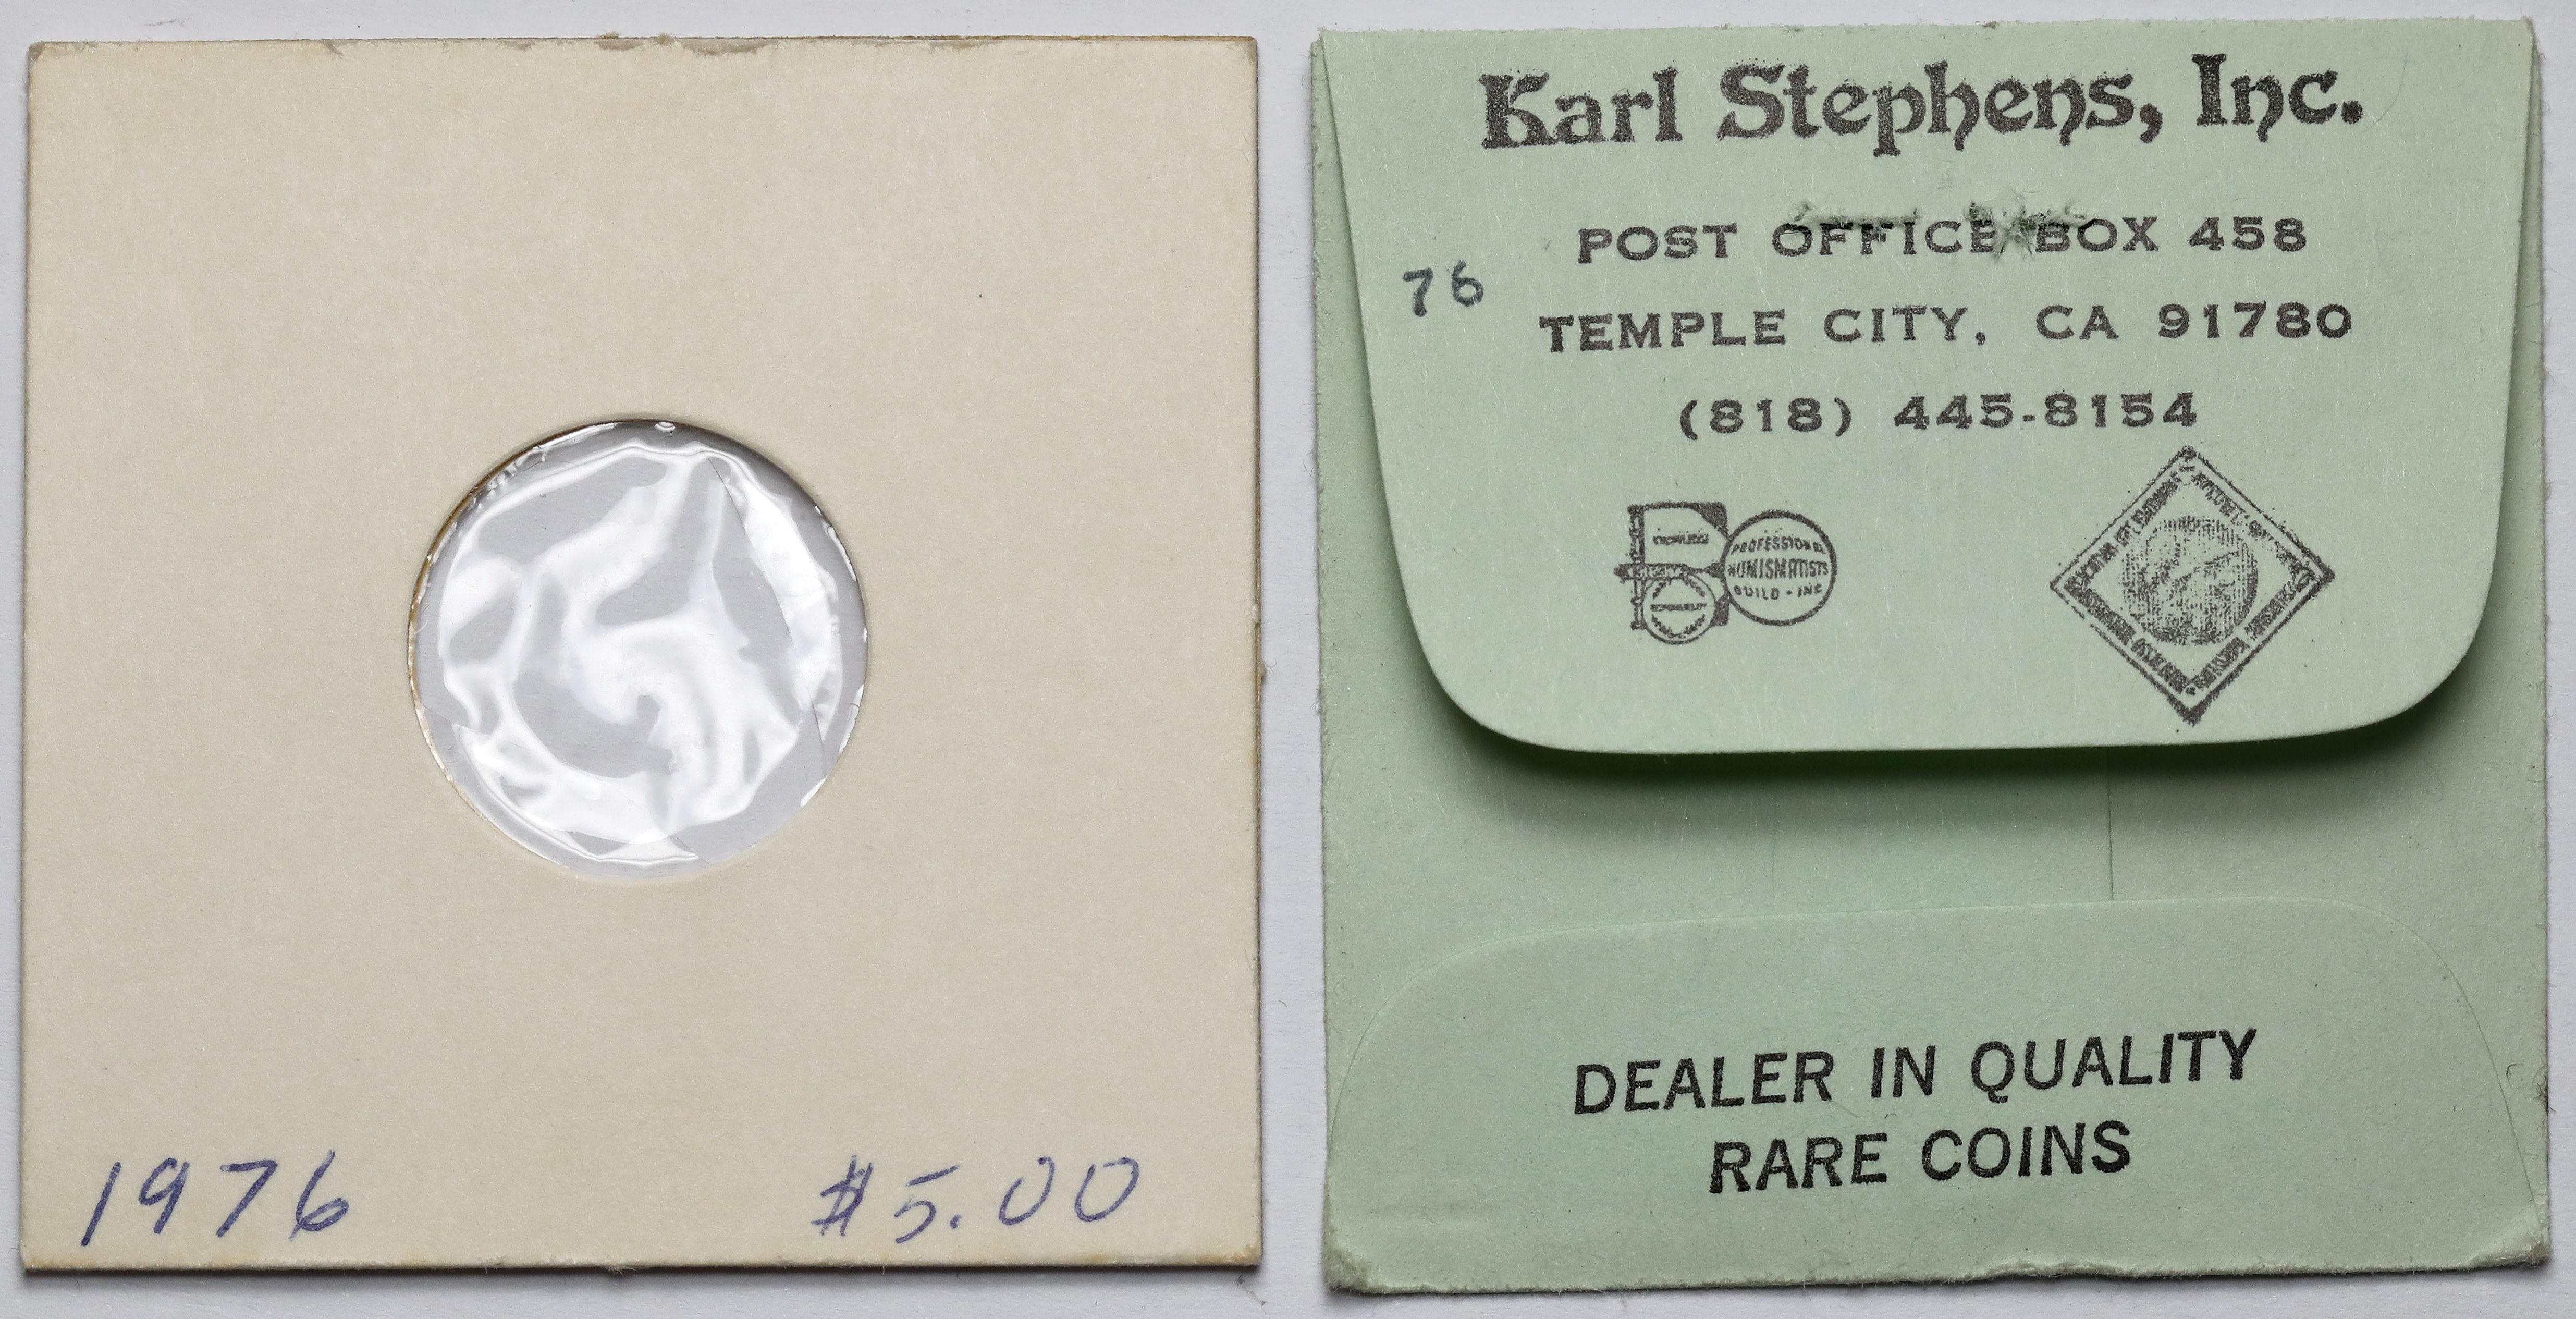 1976 $5.00
Karl Stephens, Inc.
POST OFFICE BOX 458
76
TEMPLE CITY, CA 91780
(818) 445-8154
PROFESSIONAL
NUMISMATISTS
GUILD - INC
DEALER IN QUALITY
RARE COINS